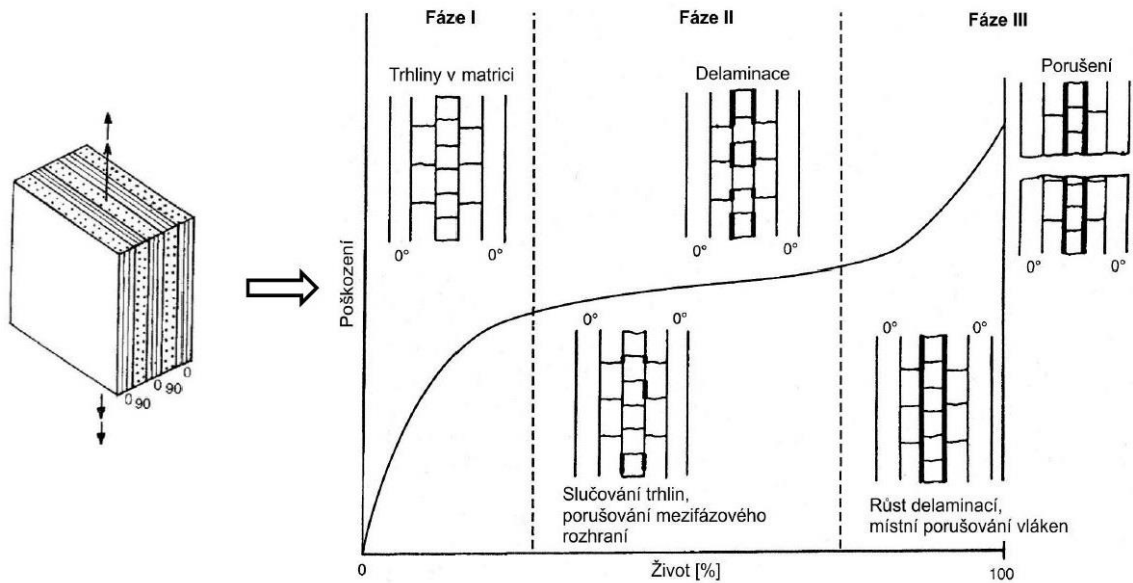 Fáze I
Fáze II
Fáze III
Trhliny v matrici
Delaminace
Porušení
0° 0°
0° 0°
0° 0°
0° 0°
0° 0°
Poškození
0 90 0 90 0
Slučování trhlin,
porušování mezifázového
rozhraní
Růst delaminací,
místní porušování vláken
0
Život [%]
100